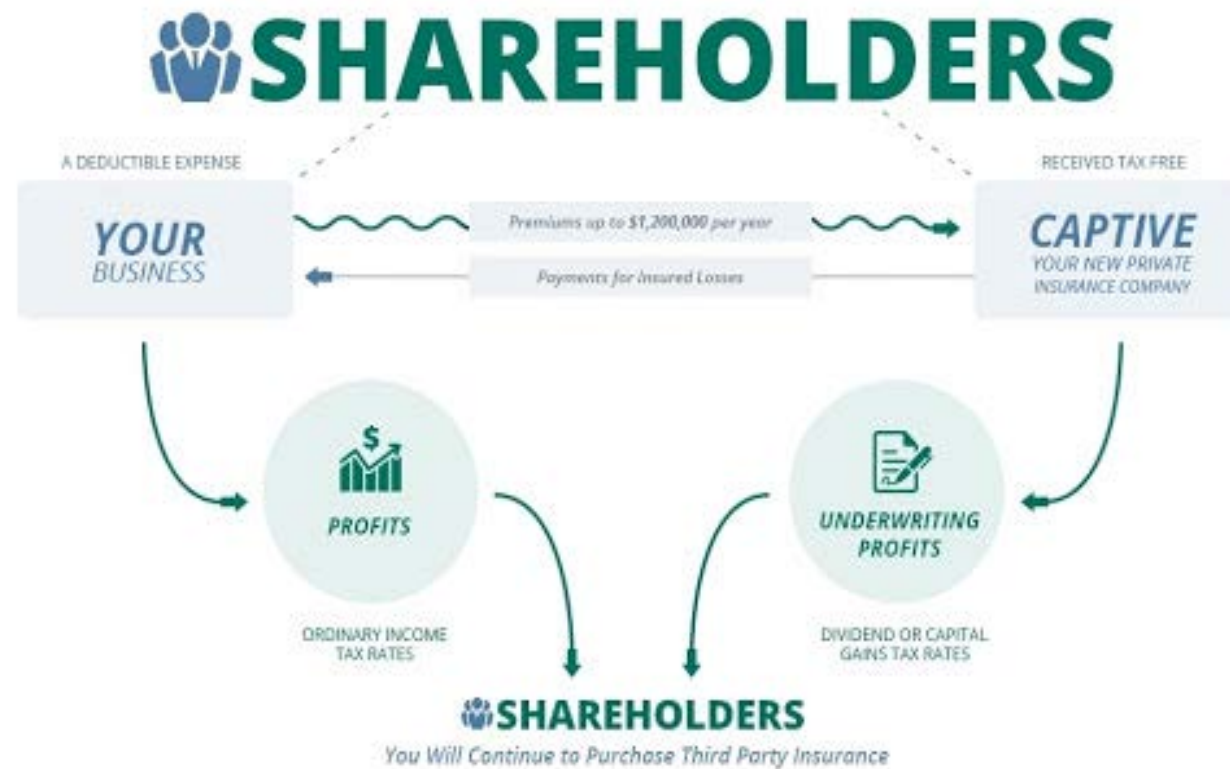 SHAREHOLDERS
A DEDUCTIBLE EXPENSE
RECEIVED TAX FREE
YOUR
BUSINESS
Premiums up to $1,200,000 per year
Payments for Insured Losses
CAPTIVE
YOUR NEW PRIVATE
INSURANCE COMPANY
$
PROFITS
UNDERWRITING
PROFITS
ORDINARY INCOME
TAX RATES
DIVIDEND OR CAPITAL
GAINS TAX RATES
SHAREHOLDERS
You Will Continue to Purchase Third Party Insurance